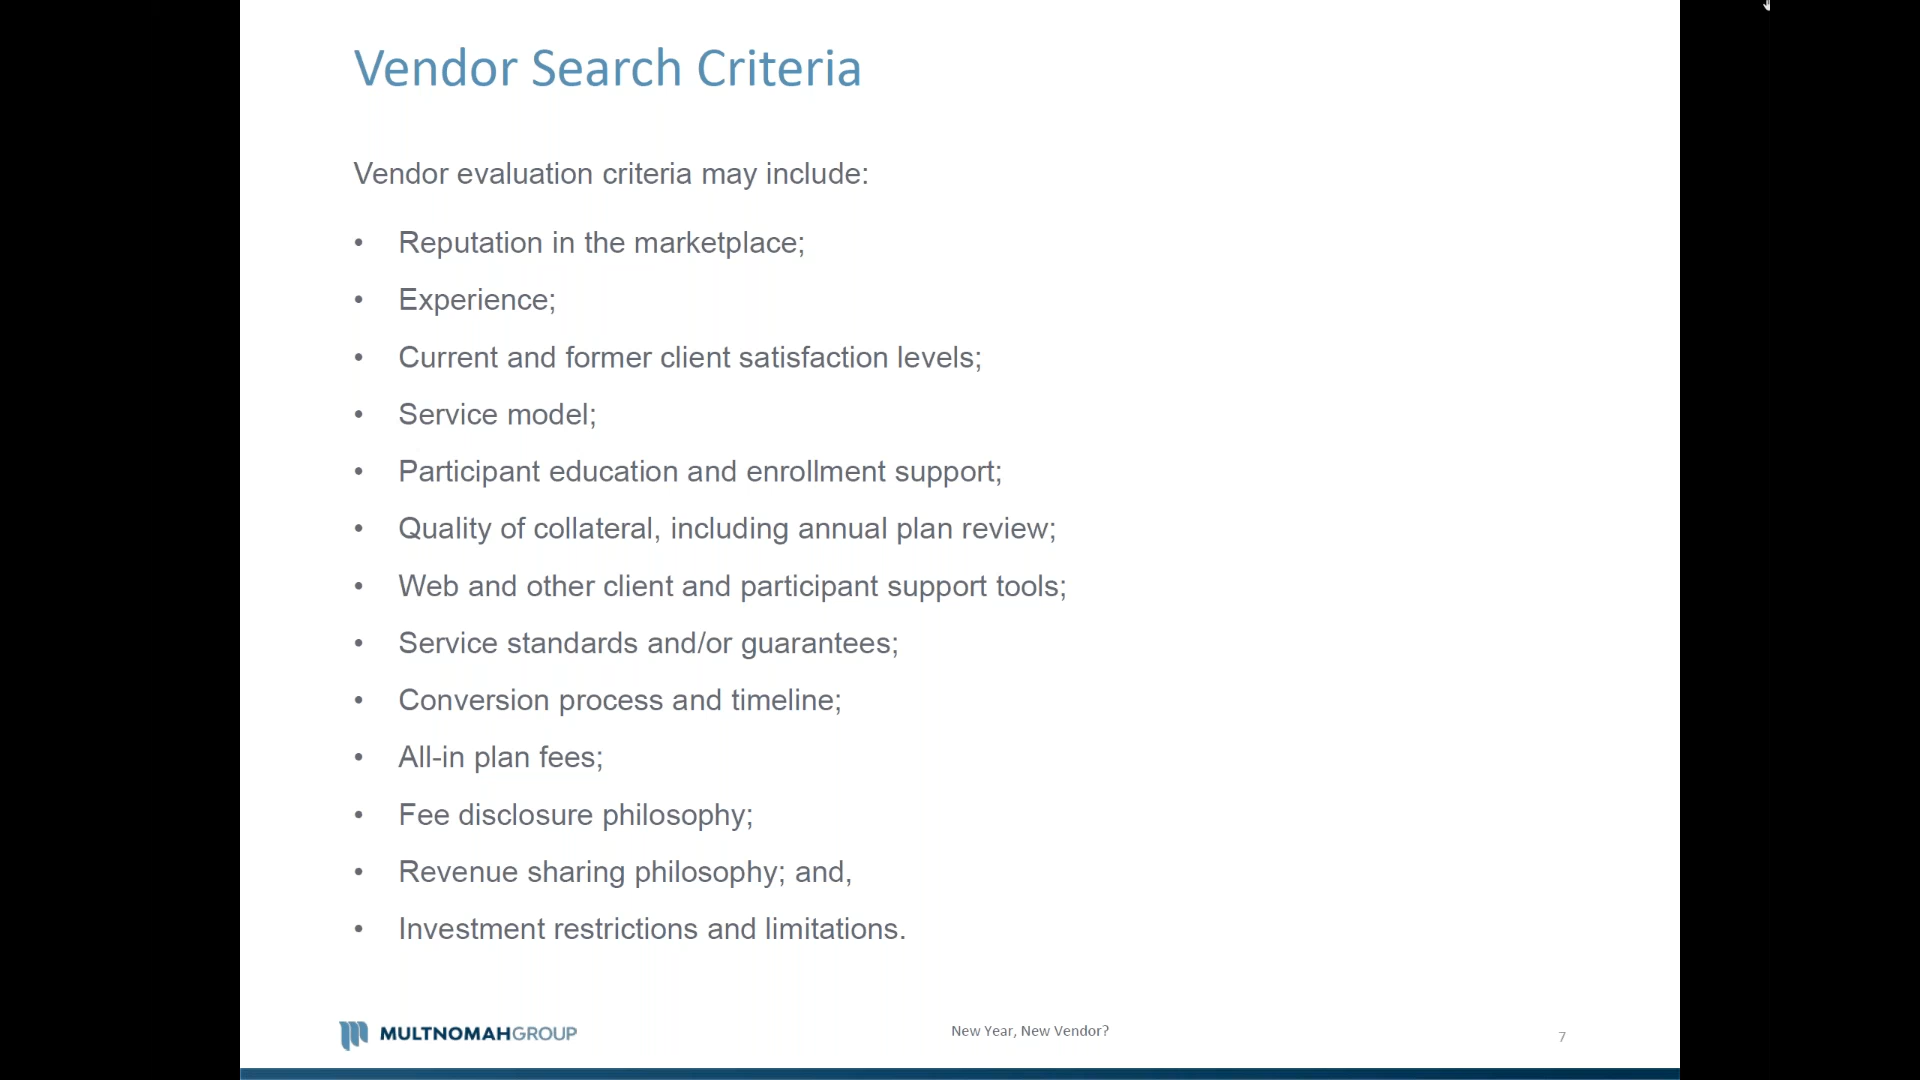 Vendor Search Criteria
Vendor evaluation criteria may include:
• Reputation in the marketplace;
• Experience;
• Current and former client satisfaction levels;
• Service model;
• Participant education and enrollment support;
• Quality of collateral, including annual plan review;
• Web and other client and participant support tools;
• Service standards and/or guarantees;
• Conversion process and timeline;
• All-in plan fees;
• Fee disclosure philosophy;
• Revenue sharing philosophy; and,
• Investment restrictions and limitations.
MULTNOMAHGROUP
New Year, New Vendor?
7